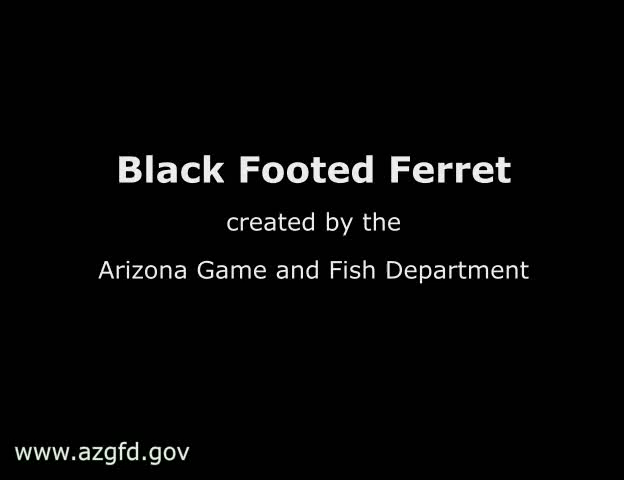 Black Footed Ferret
created by the
Arizona Game and Fish Department
www.azgfd.gov